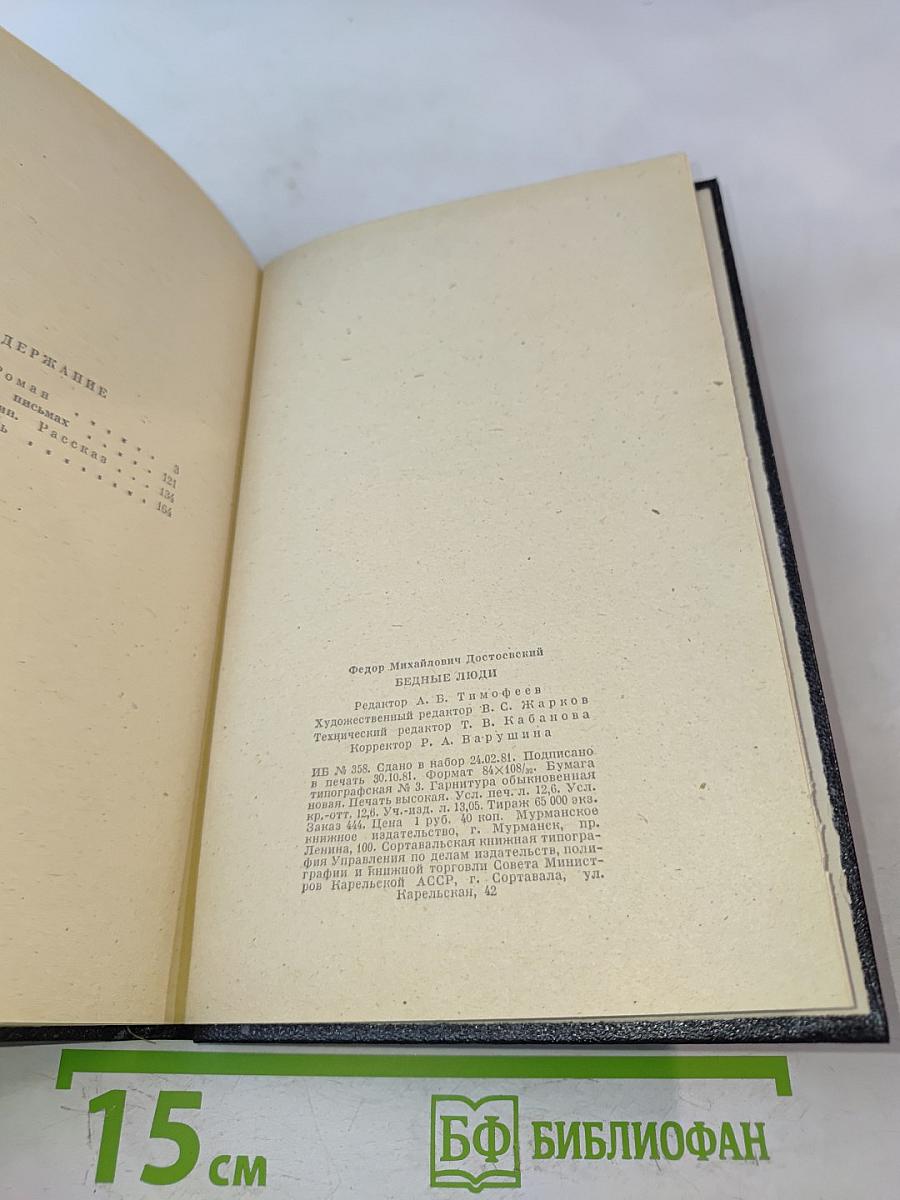 ДЕРЖАНИЕ
Роман . . . . . 3
письмах . . . . . 121
Рассказ . . . 134
ь . . . . . . . . 164
Федор Михайлович Достоевский
БЕДНЫЕ ЛЮДИ
Редактор А. Б. Тимофеев
Художественный редактор В. С. Жарков
Технический редактор Т. В. Кабанова
Корректор Р. А. Варушина
ИБ № 358. Сдано в набор 24.02.81. Подписано
в печать 30.10.81. Формат 84×108/32. Бумага
типографская № 3. Гарнитура обыкновенная
новая. Печать высокая. Усл. печ. л. 12,6. Усл.
кр.-отт. 12,6. Уч.-изд. л. 13,05. Тираж 65 000 экз.
Заказ 444. Цена 1 руб. 40 коп. Мурманское
книжное издательство, г. Мурманск, пр.
Ленина, 100. Сортавальская книжная типогра-
фия Управления по делам издательств, поли-
графии и книжной торговли Совета Минист-
ров Карельской АССР, г. Сортавала, ул.
Карельская, 42
15 см
БФ БИБЛИОФАН